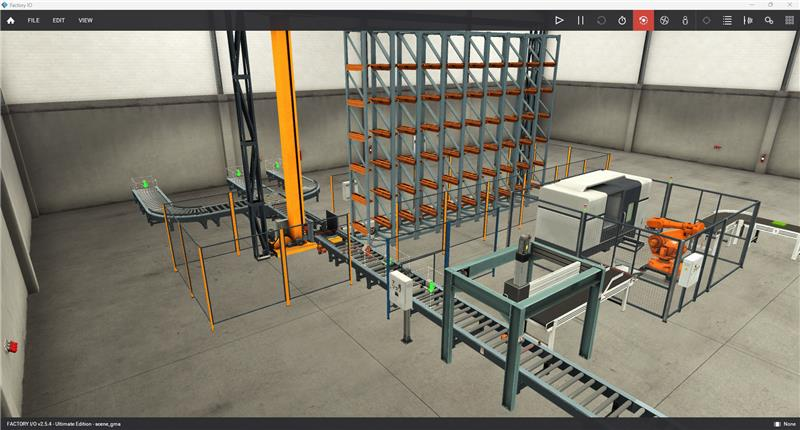 Factory IO
FILE EDIT VIEW
FACTORY I/O v2.5.4 - Ultimate Edition - scene_gma
None